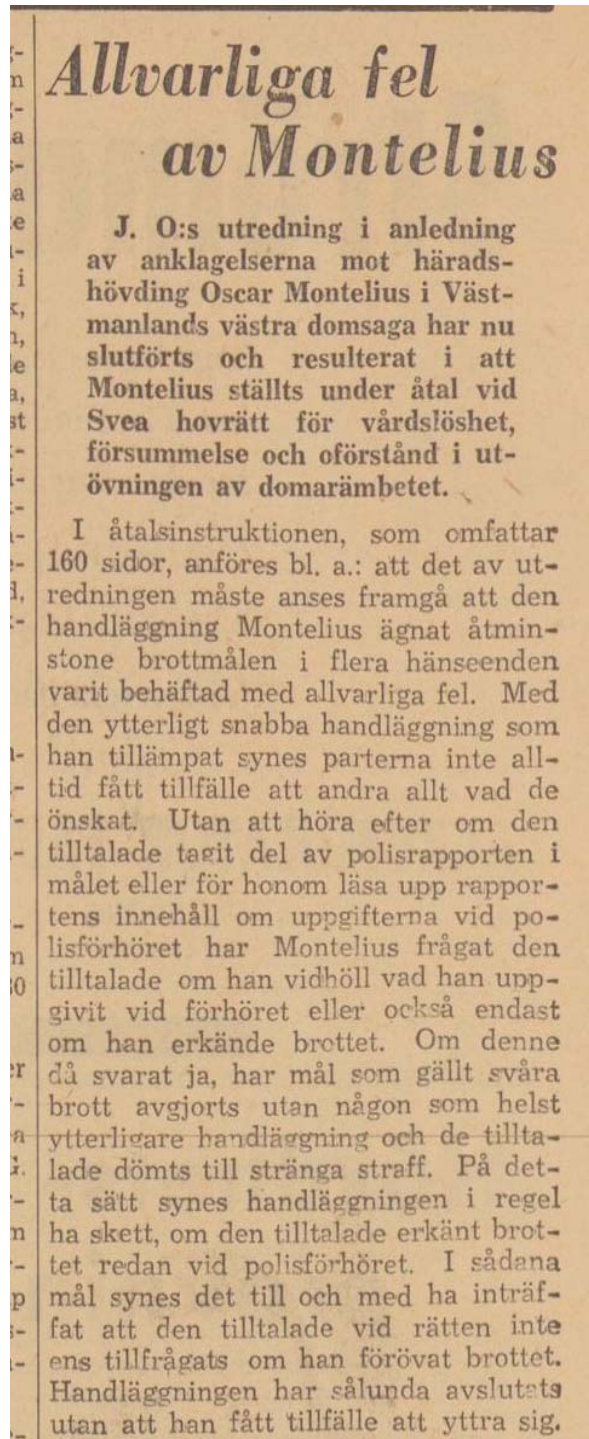 Allvarliga fel
av Montelius
J. O:s utredning i anledning
av anklagelserna mot härads-
hövding Oscar Montelius i Väst-
manlands västra domsaga har nu
slutförts och resulterat i att
Montelius ställts under åtal vid
Svea hovrätt för vårdslöshet,
försummelse och oförstånd i ut-
övningen av domarämbetet.
I åtalsinstruktionen, som omfattar
160 sidor, anföres bl. a.: att det av ut-
redningen måste anses framgå att den
handläggning Montelius ägnat åtmin-
stone brottmålen i flera hänseenden
varit behäftad med allvarliga fel. Med
den ytterligt snabba handläggning som
han tillämpat synes parterna inte all-
tid fått tillfälle att andra allt vad de
önskat. Utan att höra efter om den
tilltalade tagit del av polisrapporten i
målet eller för honom läsa upp rappor-
tens innehåll om uppgifterna vid po-
lisförhöret har Montelius frågat den
tilltalade om han vidhöll vad han upp-
givit vid förhöret eller också endast
om han erkände brottet. Om denne
då svarat ja, har mål som gällt svåra
brott avgjorts utan någon som helst
ytterligare handläggning och de tillta-
lade dömts till stränga straff. På det-
ta sätt synes handläggningen i regel
ha skett, om den tilltalade erkänt brot-
tet redan vid polisförhöret. I sådana
mål synes det till och med ha inträf-
fat att den tilltalade vid rätten inte
ens tillfrågats om han förövat brottet.
Handläggningen har sålunda avslutats
utan att han fått tillfälle att yttra sig.